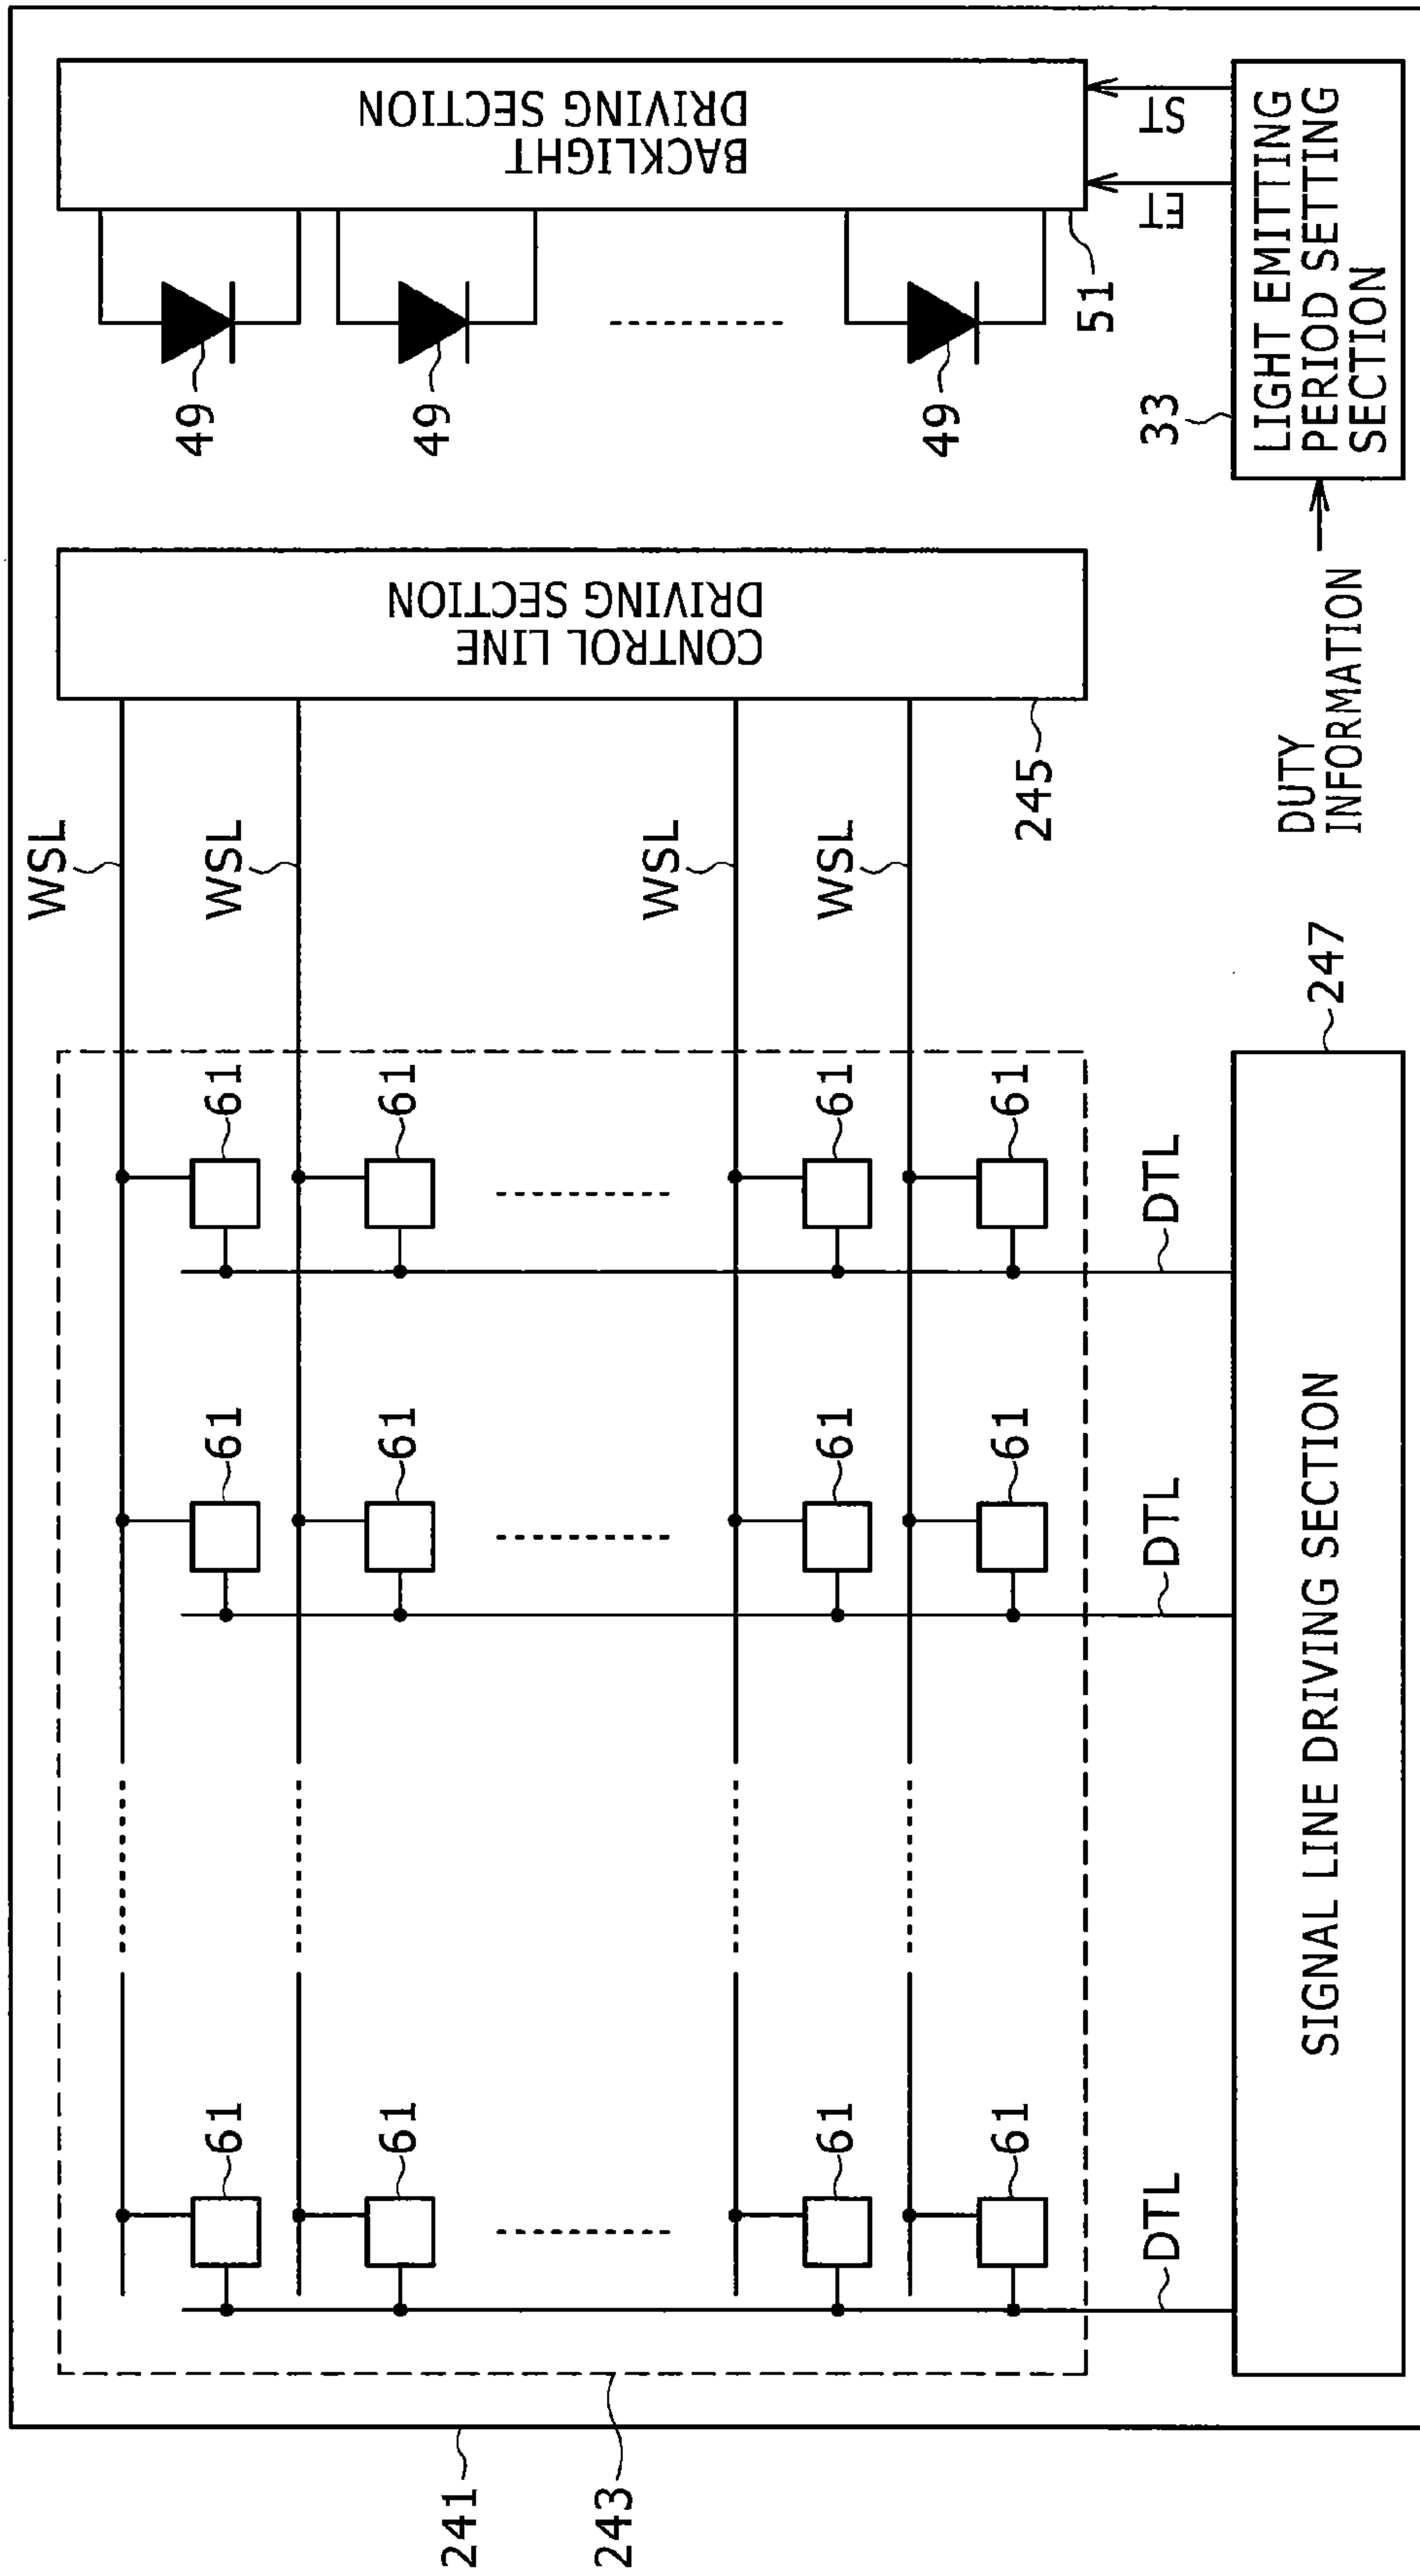 241
243
WSL
WSL
WSL
WSL
61
61
61
61
61
61
61
61
61
61
61
61
DTL
DTL
DTL
SIGNAL LINE DRIVING SECTION
247
CONTROL LINE
DRIVING SECTION
245
49
49
49
BACKLIGHT
DRIVING SECTION
51
ET
ST
DUTY
INFORMATION
33
LIGHT EMITTING
PERIOD SETTING
SECTION